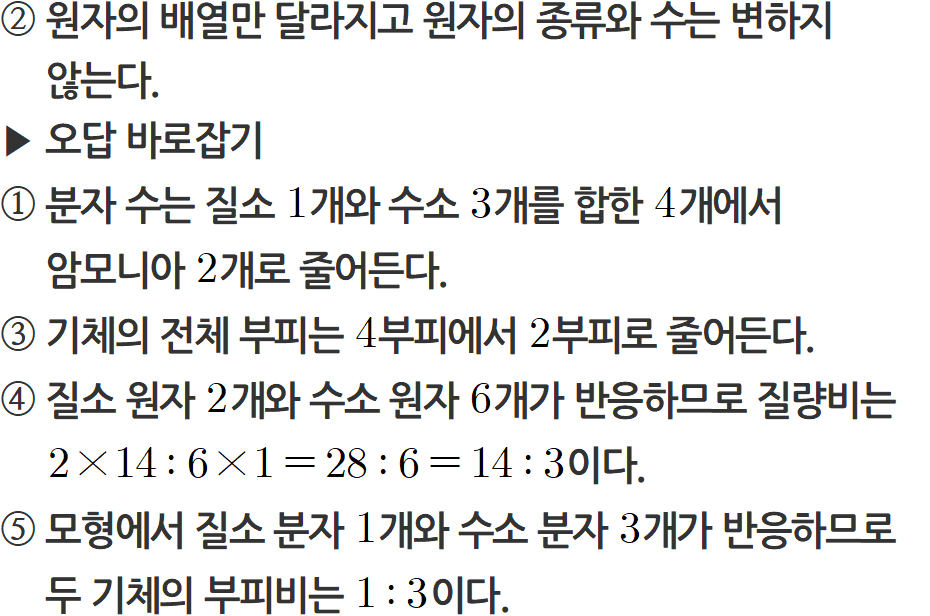 ② 원자의 배열만 달라지고 원자의 종류와 수는 변하지
않는다.
▶ 오답 바로잡기
① 분자 수는 질소 1개와 수소 3개를 합한 4개에서
암모니아 2개로 줄어든다.
③ 기체의 전체 부피는 4부피에서 2부피로 줄어든다.
④ 질소 원자 2개와 수소 원자 6개가 반응하므로 질량비는
2×14:6×1=28:6=14:3이다.
⑤ 모형에서 질소 분자 1개와 수소 분자 3개가 반응하므로
두 기체의 부피비는 1:3이다.